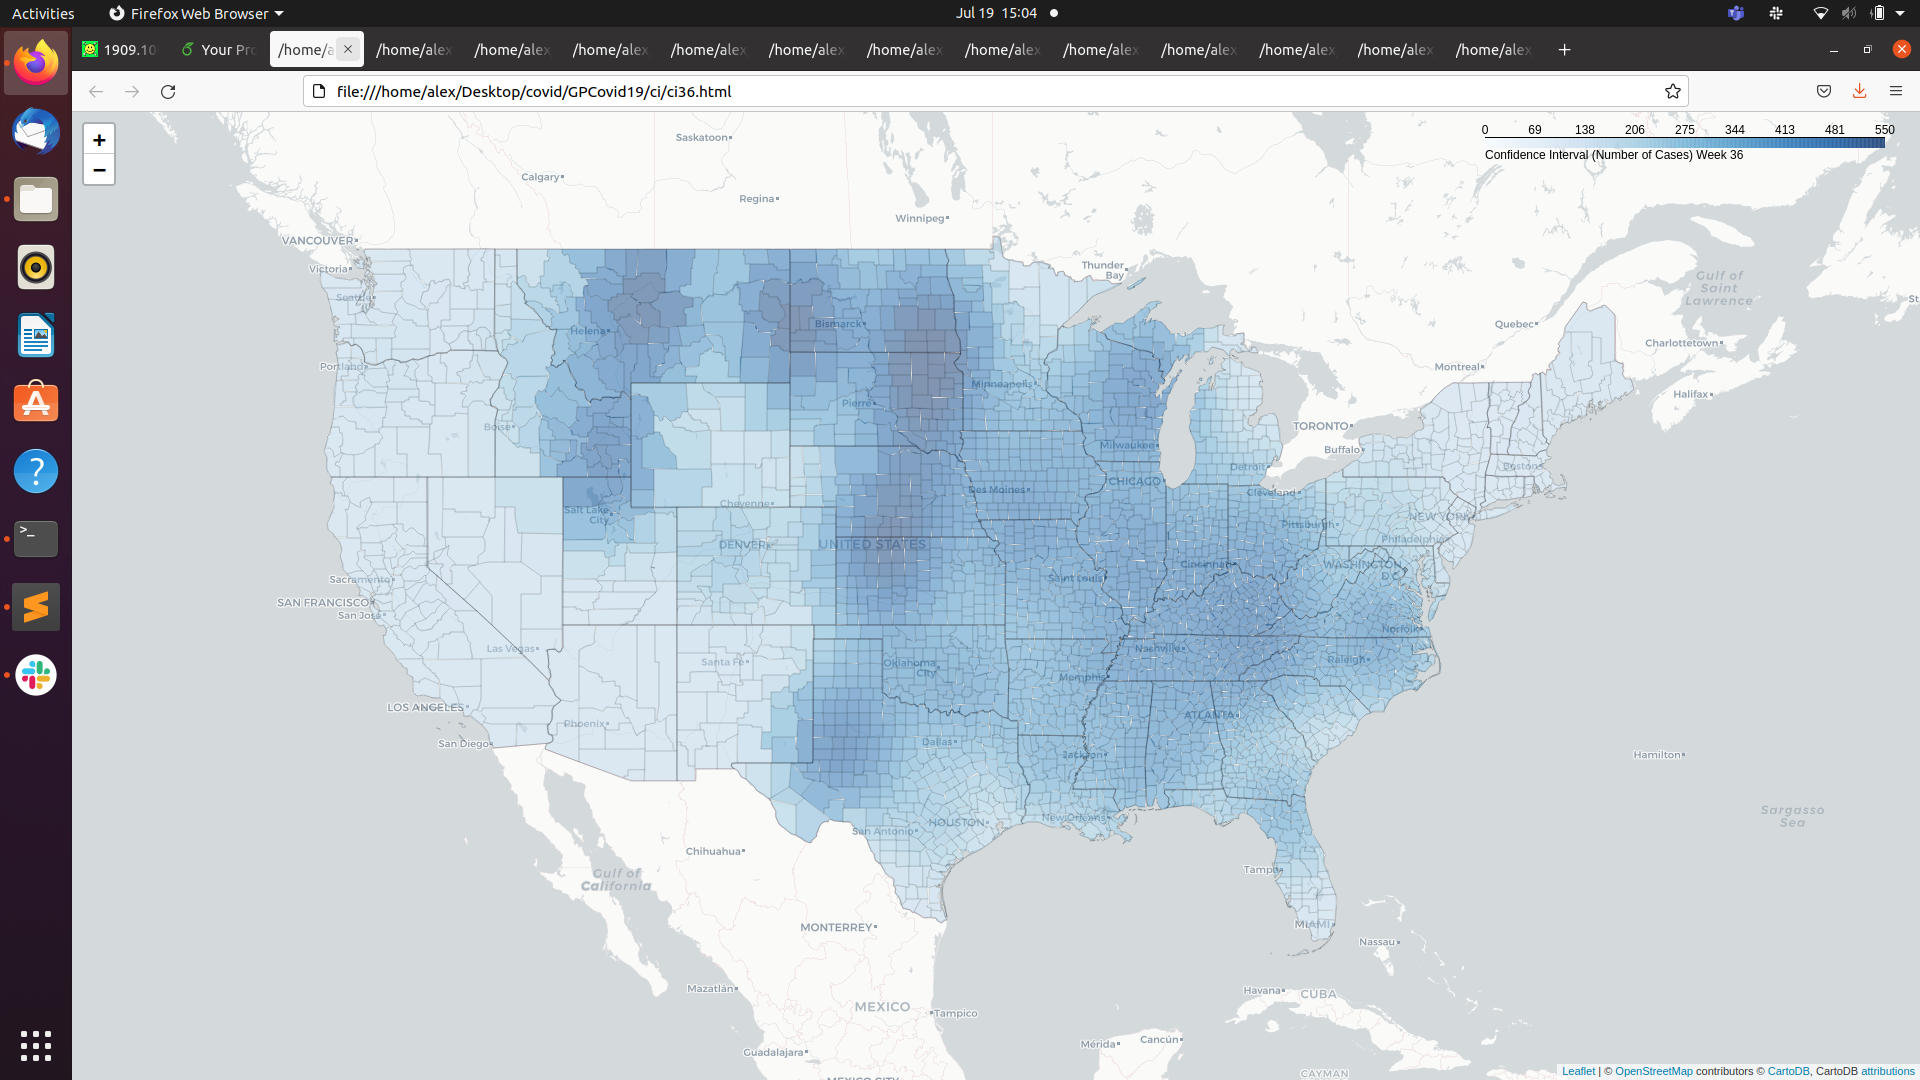 Activities
Firefox Web Browser
Jul 19 15:04
1909.10
Your Pr
/home/a
/home/alex
/home/alex
/home/alex
/home/alex
/home/alex
/home/alex
/home/alex
/home/alex
/home/alex
/home/alex
/home/alex
/home/alex
file:///home/alex/Desktop/covid/GPCovid19/ci/ci36.html
+
−
0 69 138 206 275 344 413 481 550
Confidence Interval (Number of Cases) Week 36
Saskatoon
Calgary
Regina
Winnipeg
VANCOUVER
Victoria
Seattle
Thunder
Bay
Gulf of
Saint
Lawrence
St
Quebec
Charlottetown
Helena
Bismarck
Portland
Montreal
Minneapolis
Halifax
Pierre
Boise
TORONTO
Milwaukee
Buffalo
Detroit
Boston
CHICAGO
Des Moines
Cleveland
Cheyenne
Salt Lake
City
NEW YORK
Pittsburgh
Philadelphia
DENVER
UNITED STATES
Cincinnati
WASHINGTON
D.C.
Sacramento
Saint Louis
SAN FRANCISCO
San Jose
Norfolk
Las Vegas
Santa Fe
Oklahoma
City
Nashville
Raleigh
Memphis
LOS ANGELES
Phoenix
ATLANTA
San Diego
Dallas
Jackson
Hamilton
Sargasso
Sea
New Orleans
HOUSTON
San Antonio
Chihuahua
Tampa
Gulf of
California
MONTERREY
MIAMI
Nassau
Mazatlán
Havana
CUBA
MEXICO
Tampico
Mérida
Cancún
Guadalajara
MEXICO CITY
CAYMAN
Leaflet | © OpenStreetMap contributors © CartoDB, CartoDB attributions